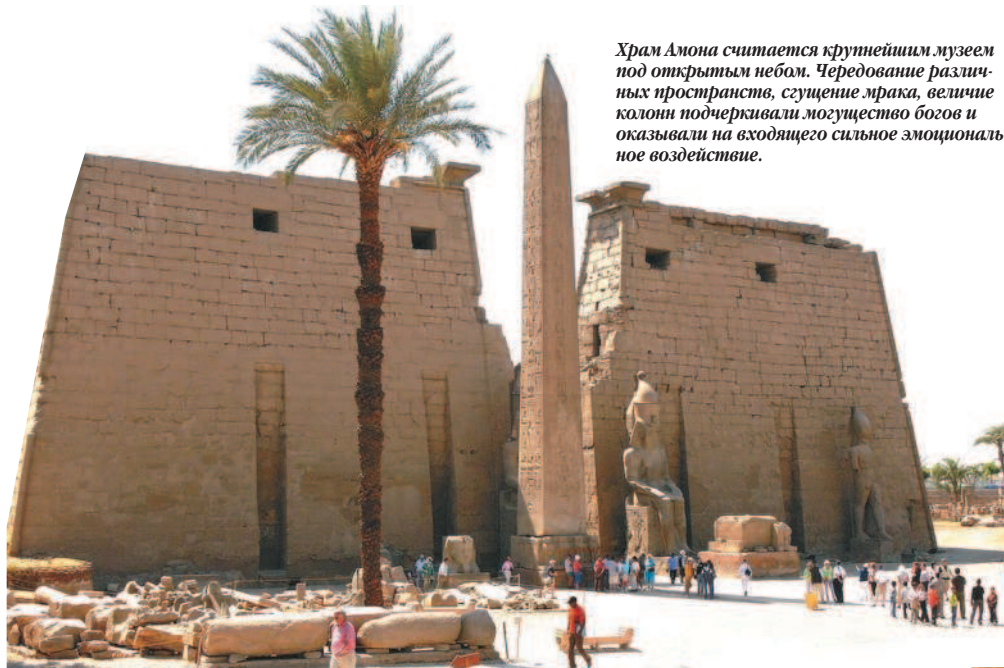 Храм Амона считается крупнейшим музеем
под открытым небом. Чередование различ-
ных пространств, сгущение мрака, величие
колонн подчеркивали могущество богов и
оказывали на входящего сильное эмоциональ
ное воздействие.